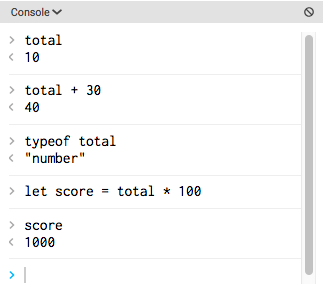 Console
> total
< 10
> total + 30
< 40
> typeof total
< "number"
> let score = total * 100
> score
< 1000
>